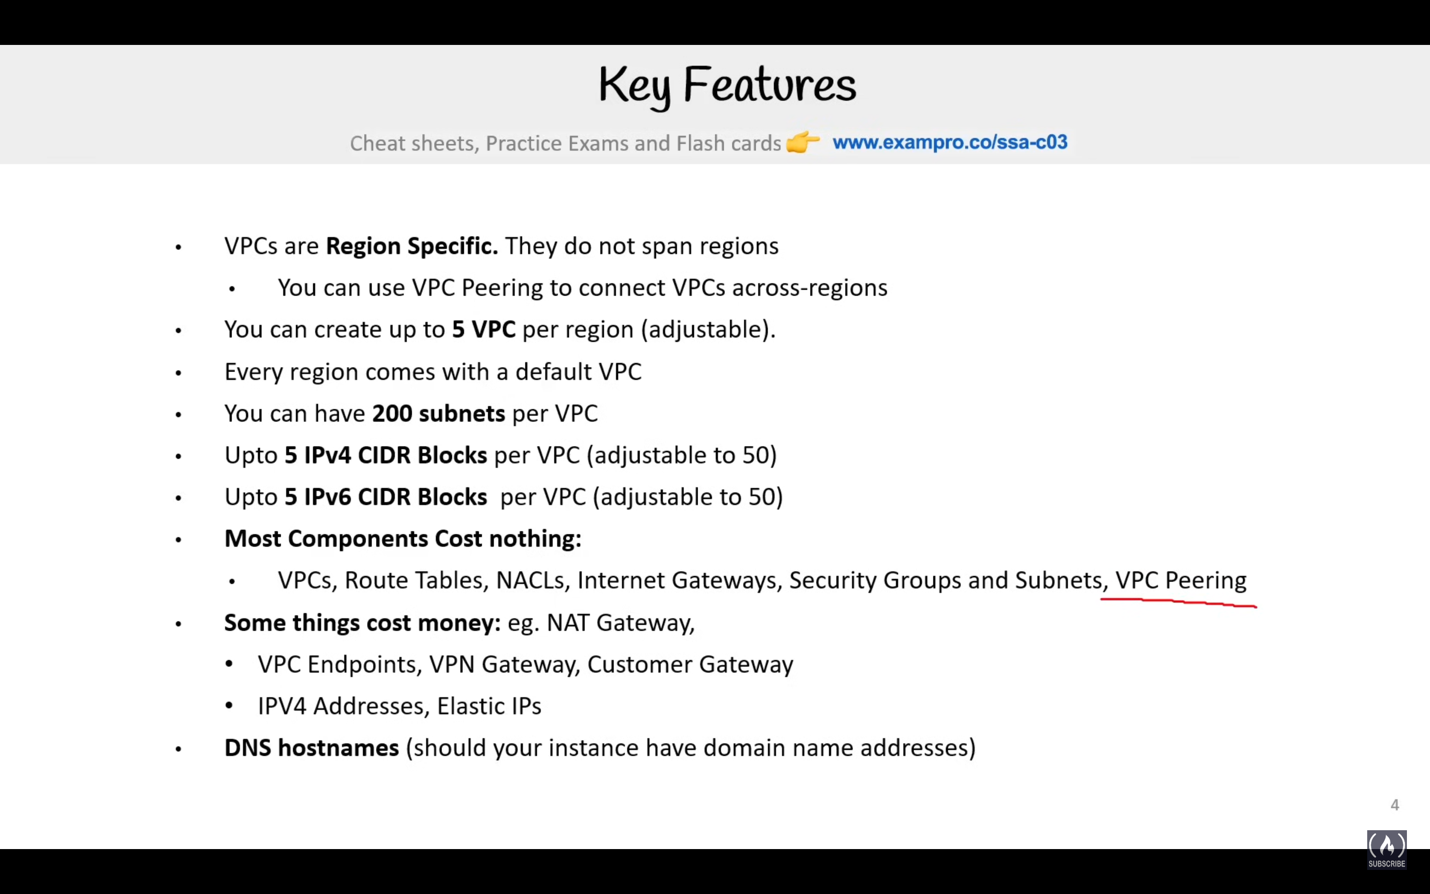 Key Features
Cheat sheets, Practice Exams and Flash cards 👉 www.exampro.co/ssa-c03
• VPCs are Region Specific. They do not span regions
• You can use VPC Peering to connect VPCs across-regions
• You can create up to 5 VPC per region (adjustable).
• Every region comes with a default VPC
• You can have 200 subnets per VPC
• Upto 5 IPv4 CIDR Blocks per VPC (adjustable to 50)
• Upto 5 IPv6 CIDR Blocks per VPC (adjustable to 50)
• Most Components Cost nothing:
• VPCs, Route Tables, NACLs, Internet Gateways, Security Groups and Subnets, VPC Peering
• Some things cost money: eg. NAT Gateway,
• VPC Endpoints, VPN Gateway, Customer Gateway
• IPV4 Addresses, Elastic IPs
• DNS hostnames (should your instance have domain name addresses)
4
SUBSCRIBE